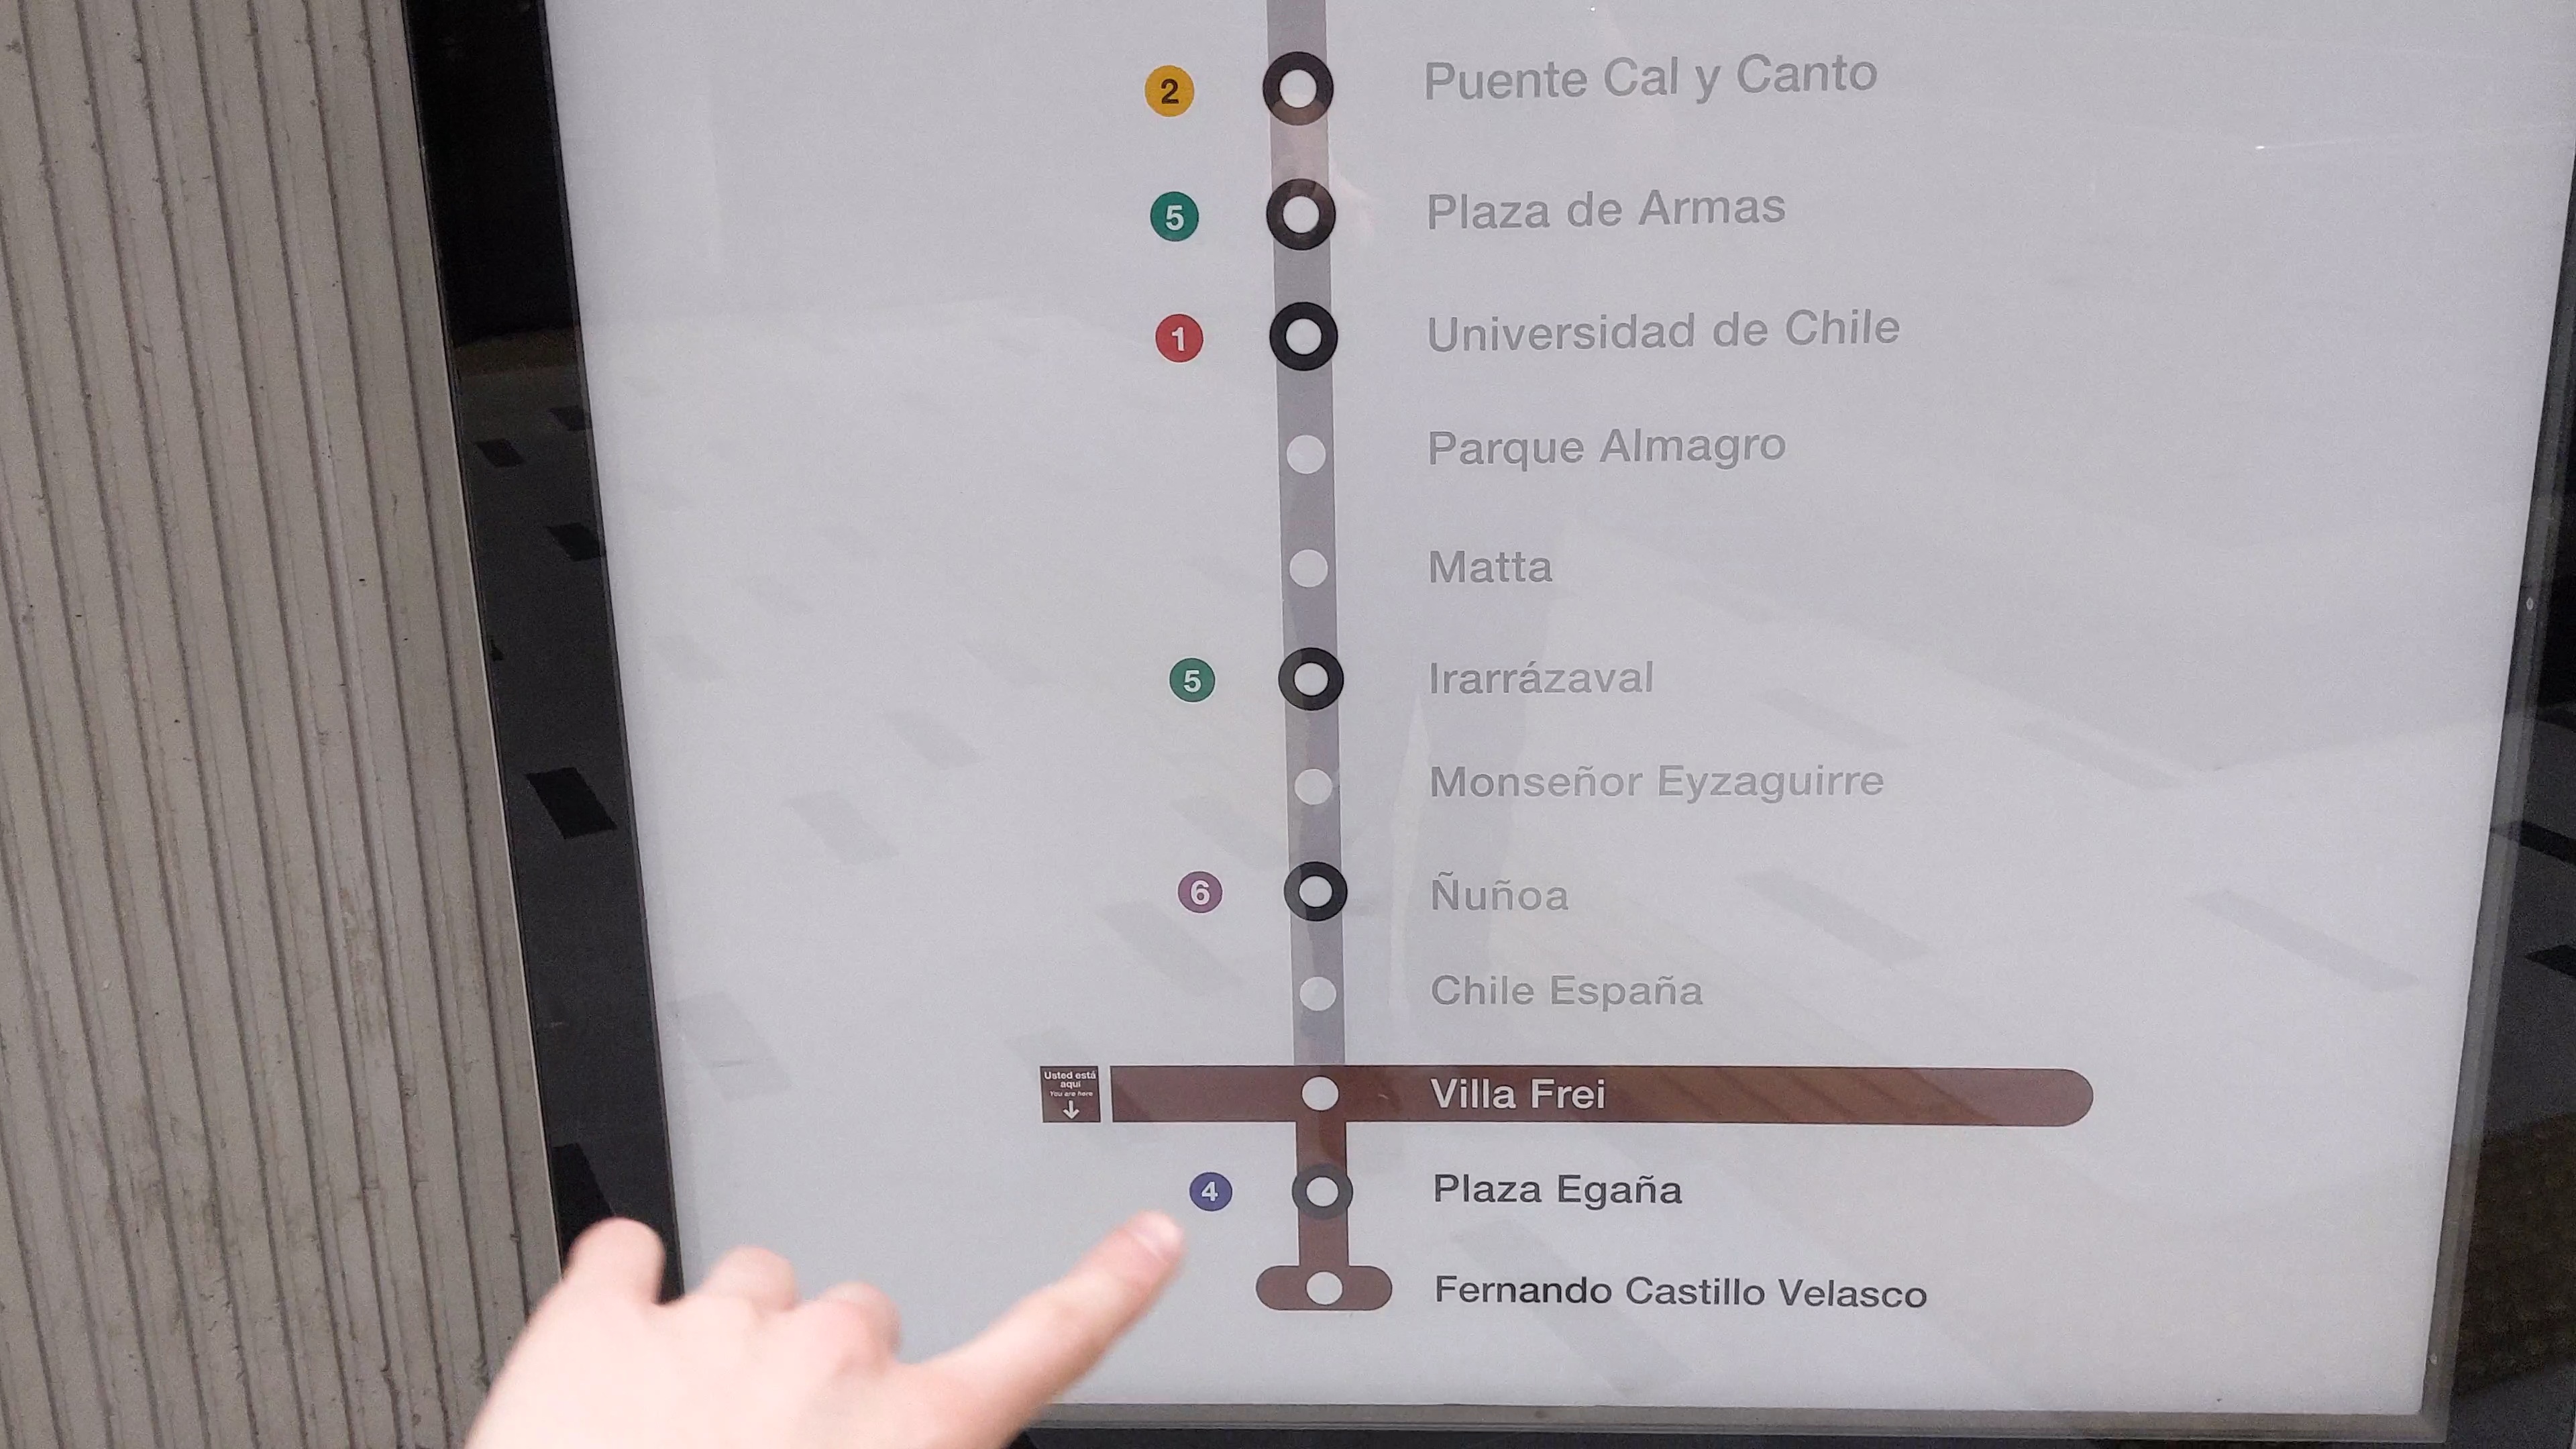 2 Puente Cal y Canto
5 Plaza de Armas
1 Universidad de Chile
Parque Almagro
Matta
5 Irarrázaval
Monseñor Eyzaguirre
6 Ñuñoa
Chile España
Usted está
aquí
You are here
Villa Frei
4 Plaza Egaña
Fernando Castillo Velasco